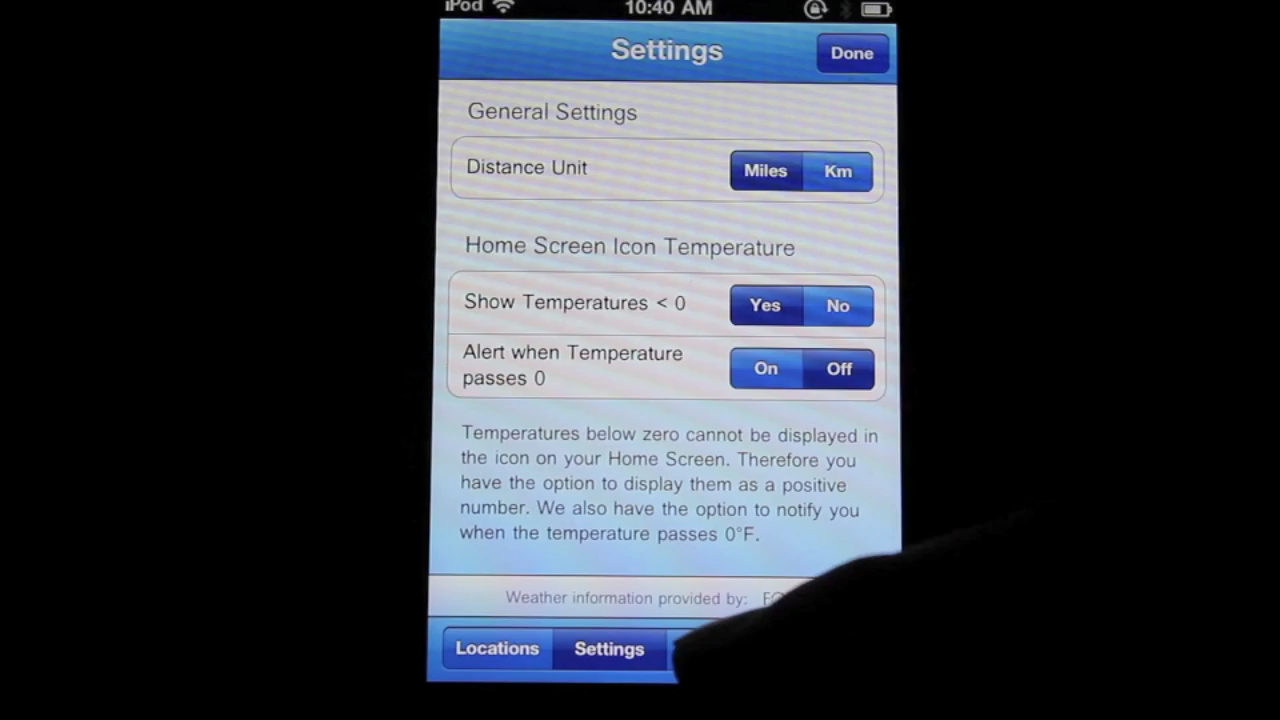 iPod 10:40 AM
Settings Done
General Settings
Distance Unit Miles Km
Home Screen Icon Temperature
Show Temperatures < 0 Yes No
Alert when Temperature
passes 0 On Off
Temperatures below zero cannot be displayed in
the icon on your Home Screen. Therefore you
have the option to display them as a positive
number. We also have the option to notify you
when the temperature passes 0°F.
Weather information provided by:
Locations Settings